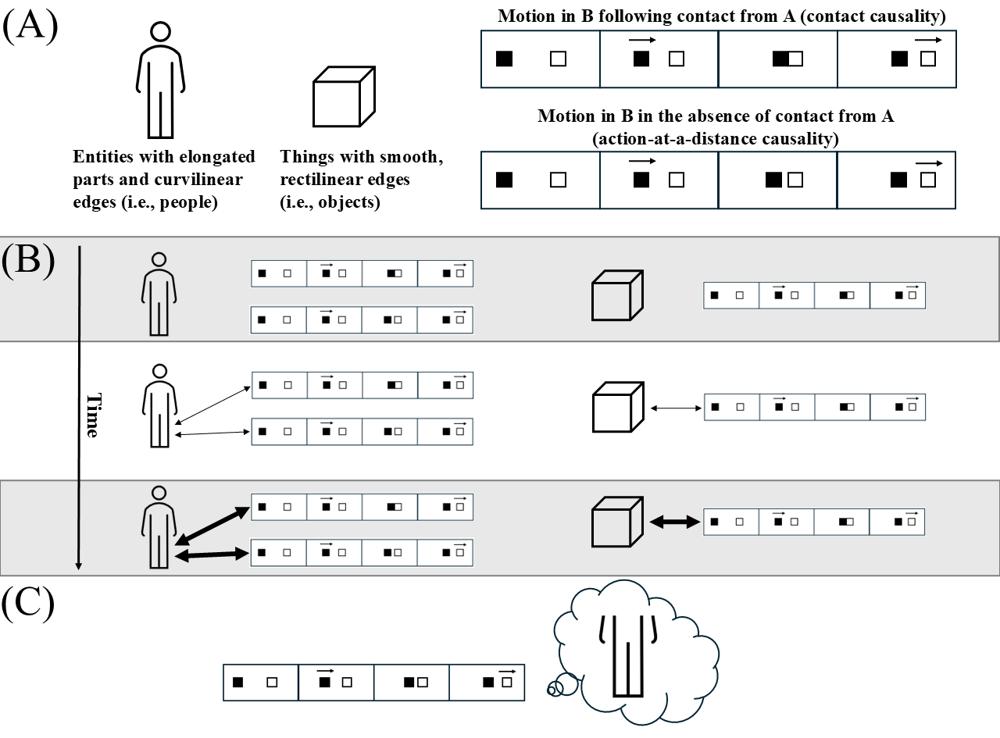 (A)
Motion in B following contact from A (contact causality)
Motion in B in the absence of contact from A
(action-at-a-distance causality)
Entities with elongated
parts and curvilinear
edges (i.e., people)
Things with smooth,
rectilinear edges
(i.e., objects)
(B)
Time
(C)